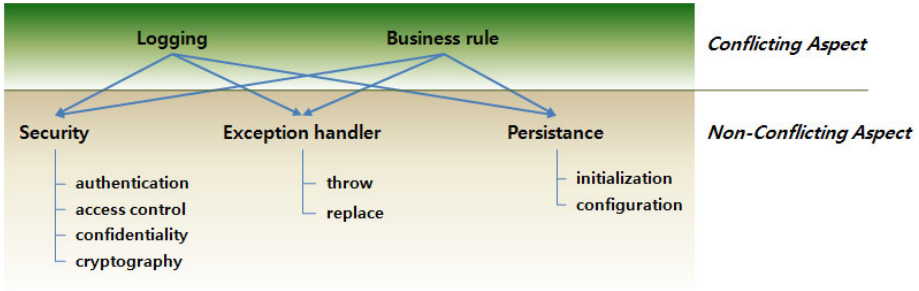 Logging Business rule Conflicting Aspect
Security Exception handler Persistance Non-Conflicting Aspect
authentication throw initialization
access control replace configuration
confidentiality
cryptography